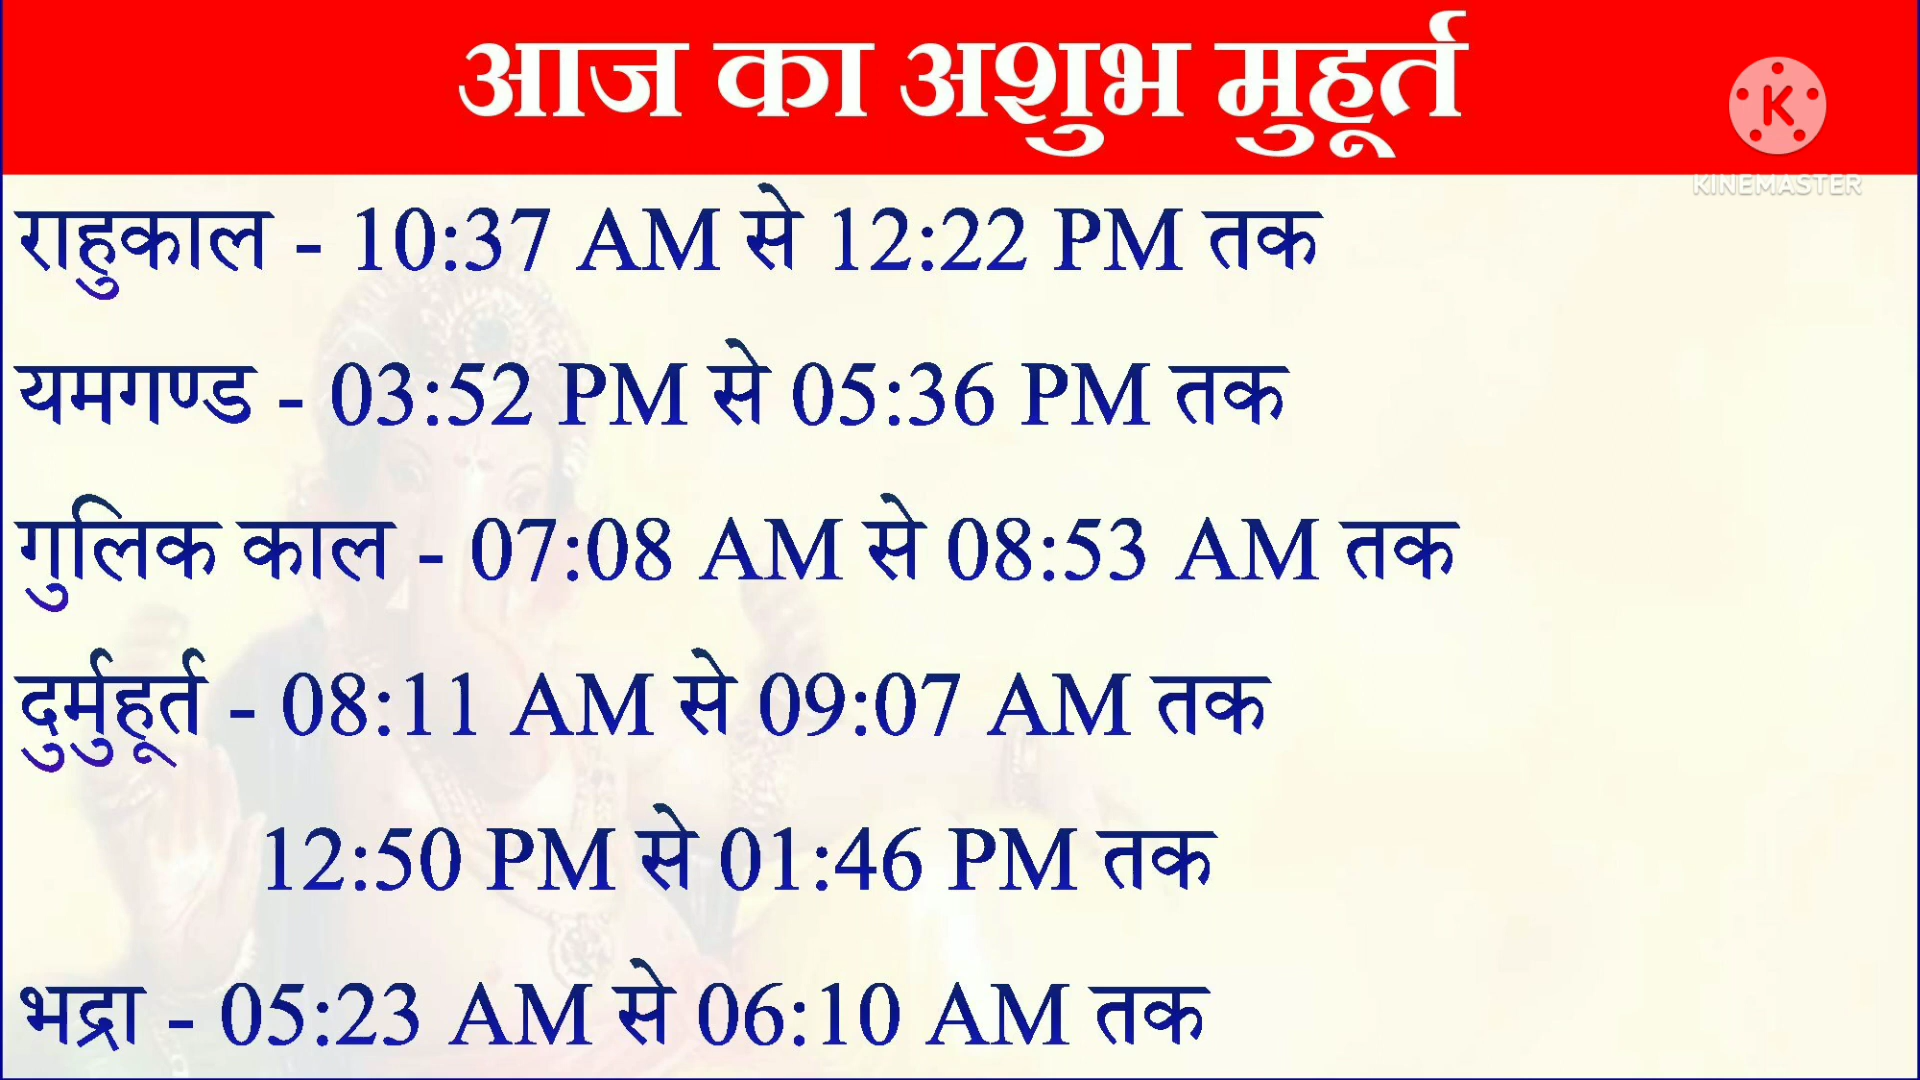 आज का अशुभ मुहूर्त
K
KINEMASTER
राहुकाल - 10:37 AM से 12:22 PM तक
यमगण्ड - 03:52 PM से 05:36 PM तक
गुलिक काल - 07:08 AM से 08:53 AM तक
दुर्मुहूर्त - 08:11 AM से 09:07 AM तक
12:50 PM से 01:46 PM तक
भद्रा - 05:23 AM से 06:10 AM तक